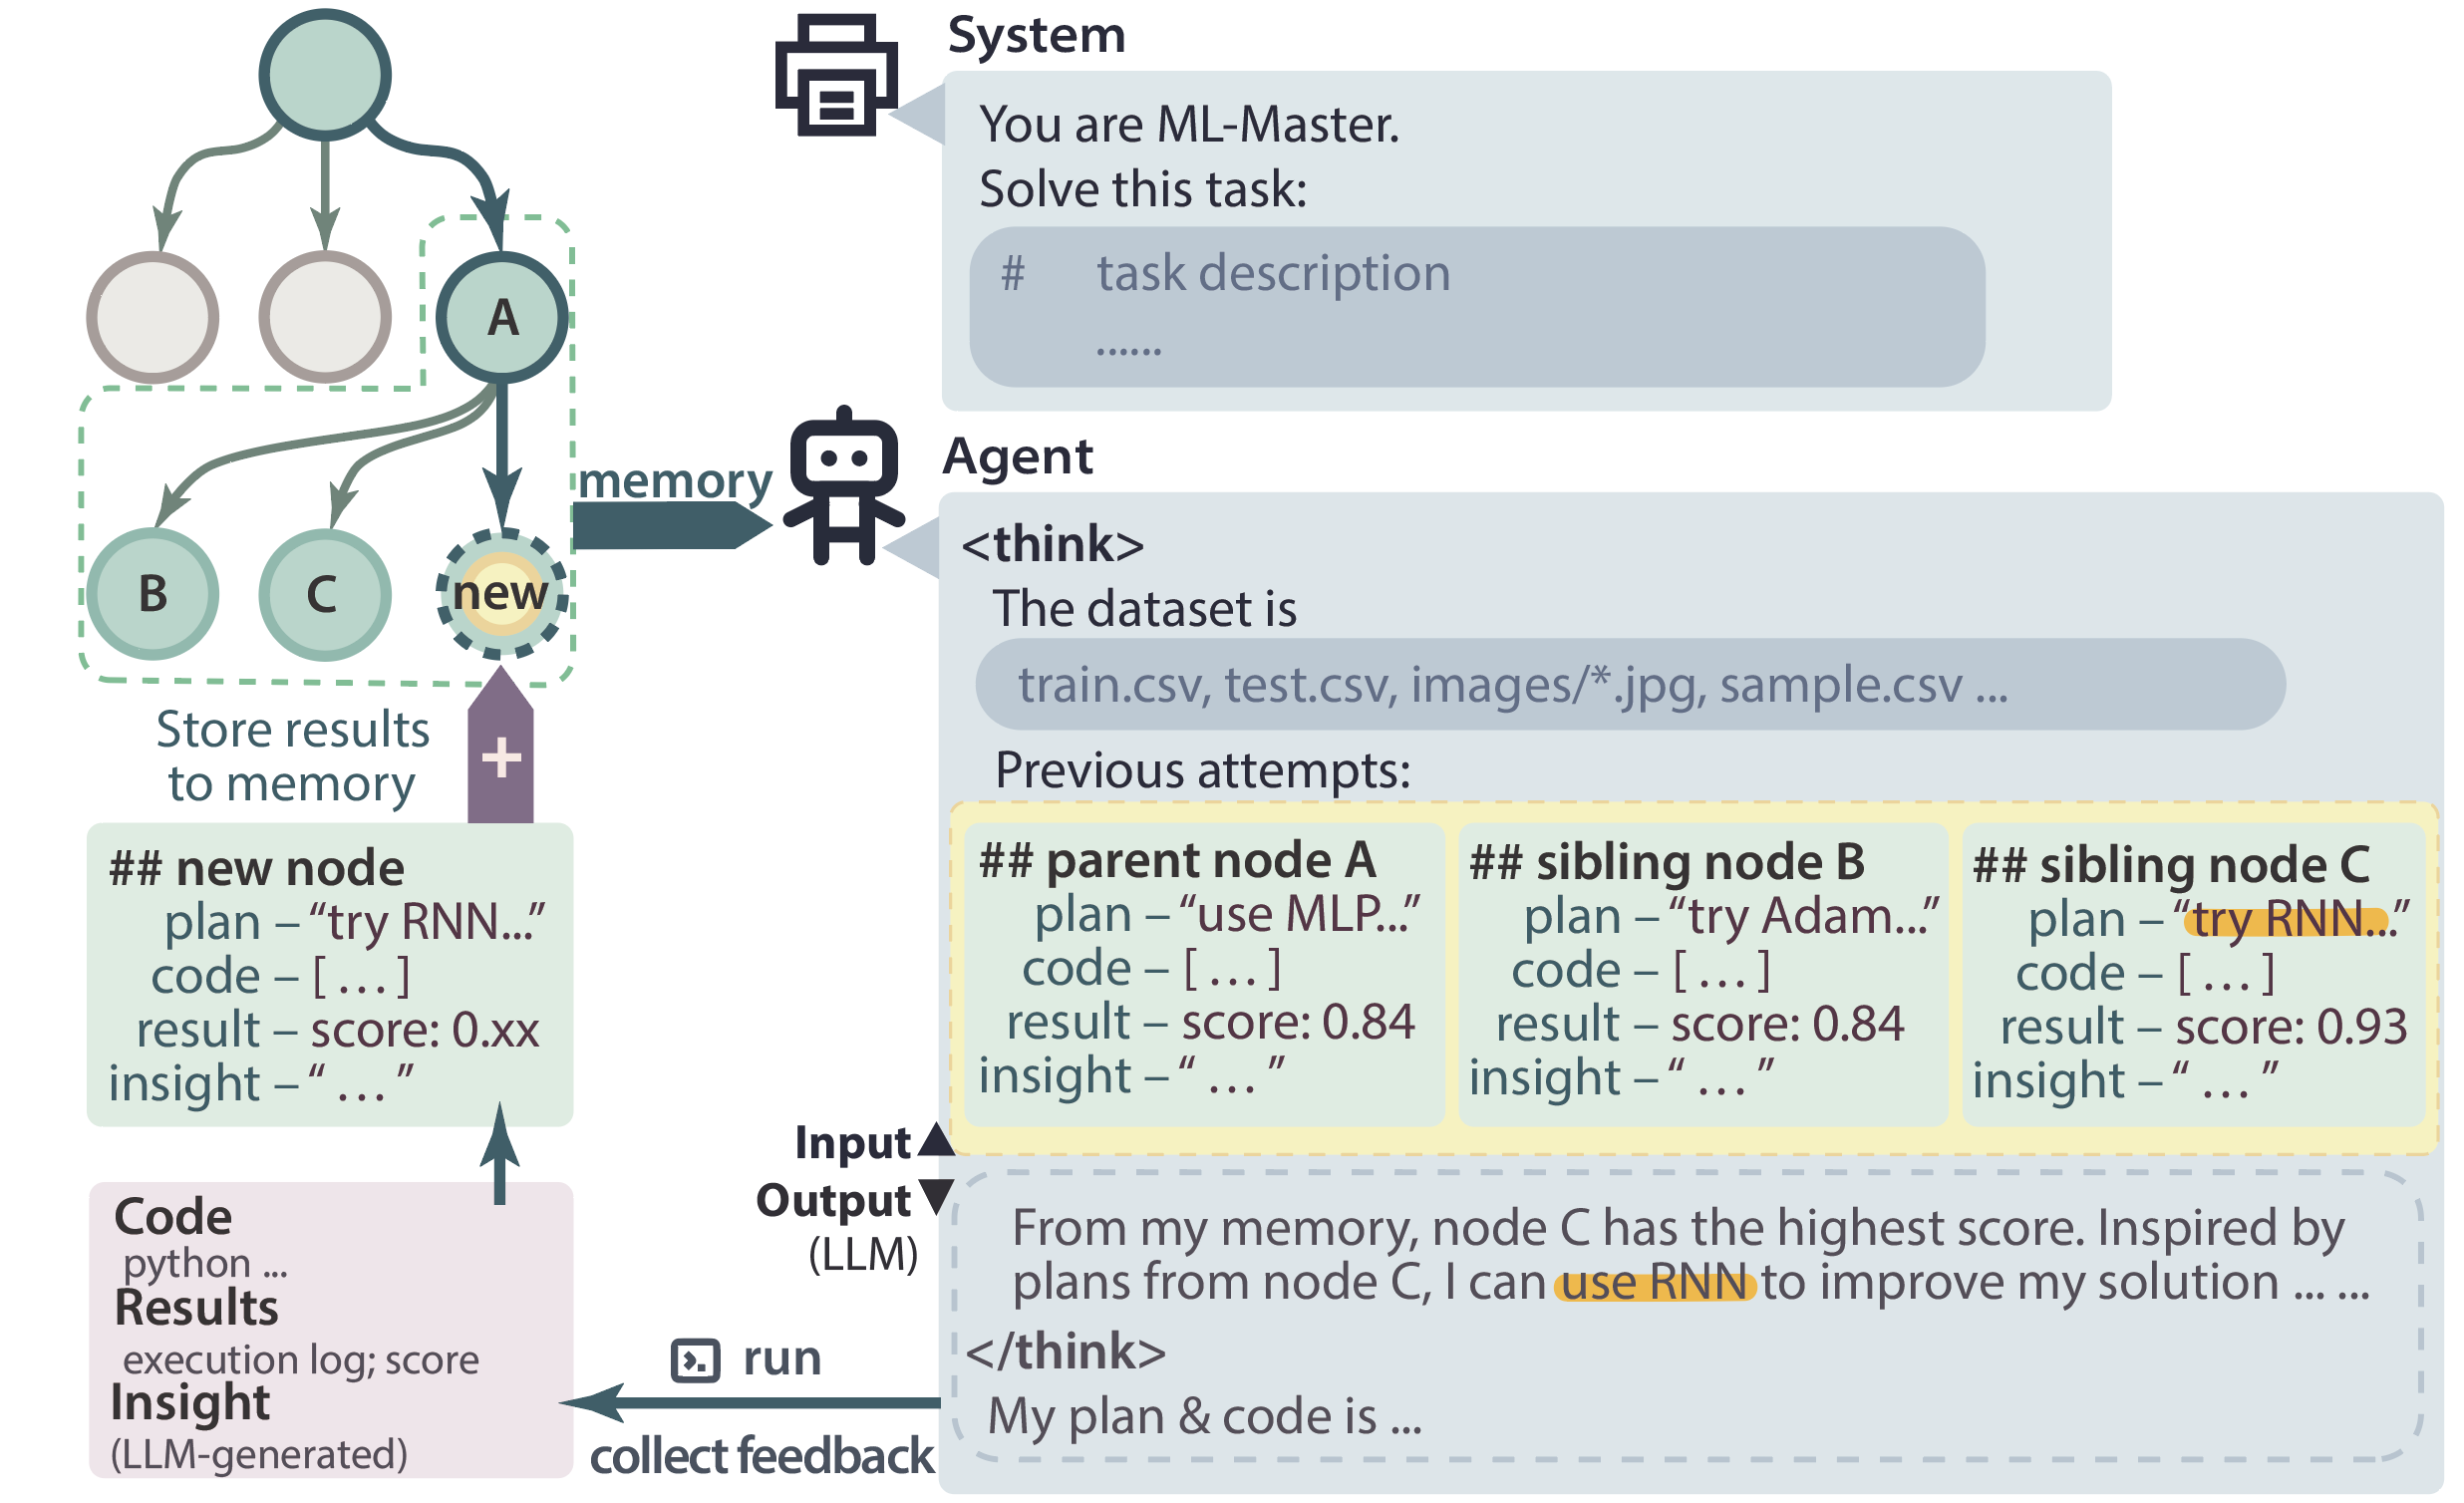 System
You are ML-Master.
Solve this task:
# task description
......
A
B
C
new
memory
Agent
<think>
The dataset is
train.csv, test.csv, images/*.jpg, sample.csv ...
Previous attempts:
## parent node A
plan – “use MLP...”
code – [ . . . ]
result – score: 0.84
insight – “ . . . ”
## sibling node B
plan – “try Adam...”
code – [ . . . ]
result – score: 0.84
insight – “ . . . ”
## sibling node C
plan – “try RNN...”
code – [ . . . ]
result – score: 0.93
insight – “ . . . ”
Input
Output
(LLM)
From my memory, node C has the highest score. Inspired by
plans from node C, I can use RNN to improve my solution ... ...
</think>
My plan & code is ...
run
collect feedback
Code
python ...
Results
execution log; score
Insight
(LLM-generated)
## new node
plan – “try RNN...”
code – [ . . . ]
result – score: 0.xx
insight – “ . . . ”
Store results
to memory
+